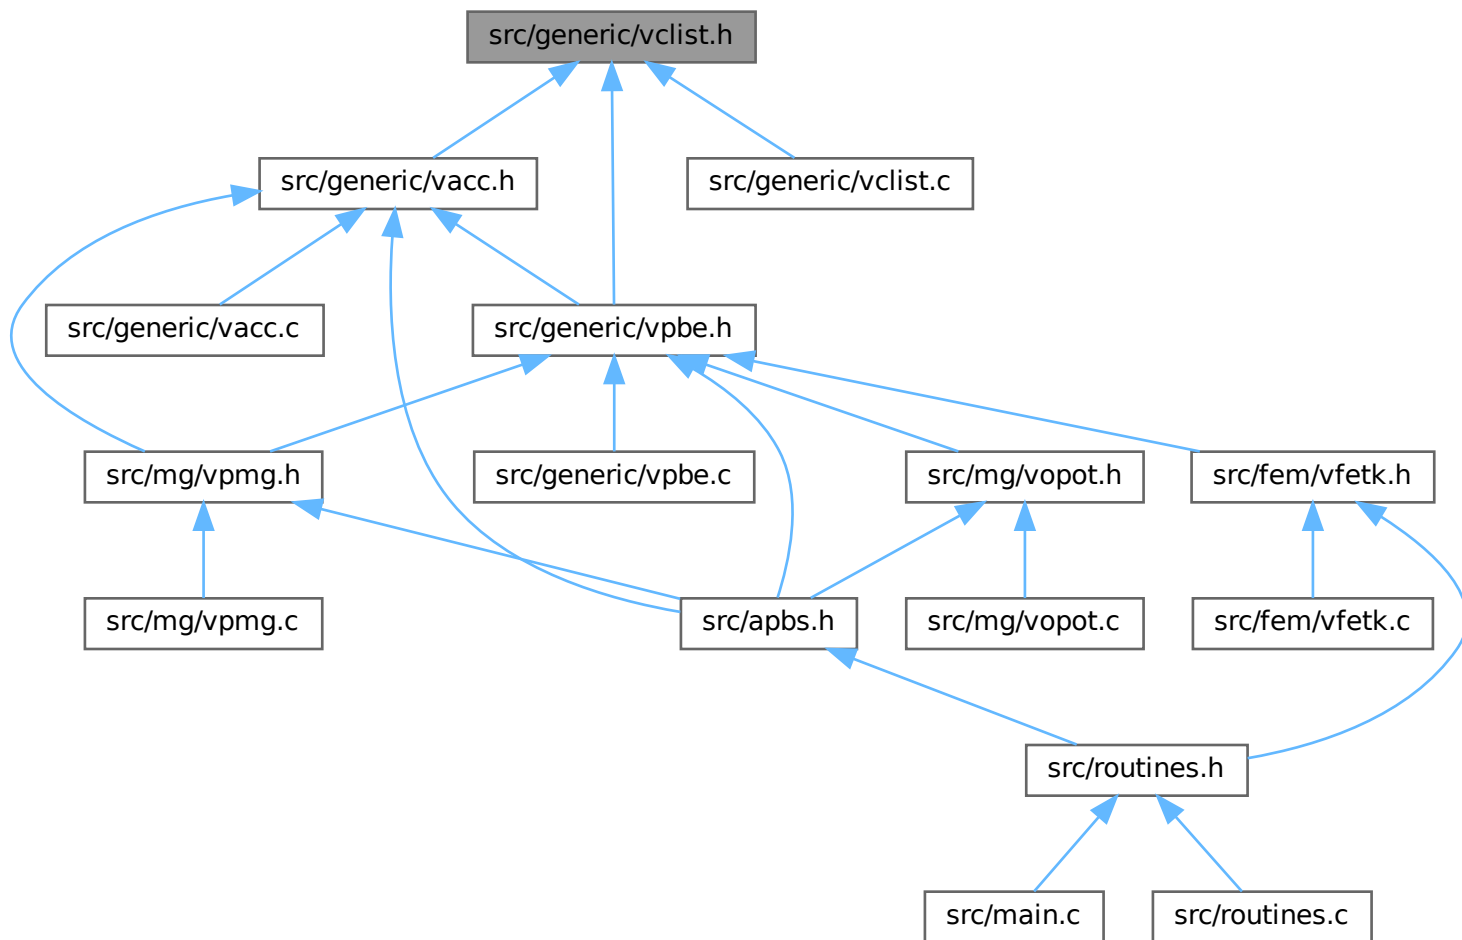 src/generic/vclist.h
src/generic/vacc.h
src/generic/vclist.c
src/generic/vacc.c
src/generic/vpbe.h
src/mg/vpmg.h
src/generic/vpbe.c
src/mg/vopot.h
src/fem/vfetk.h
src/mg/vpmg.c
src/apbs.h
src/mg/vopot.c
src/fem/vfetk.c
src/routines.h
src/main.c
src/routines.c